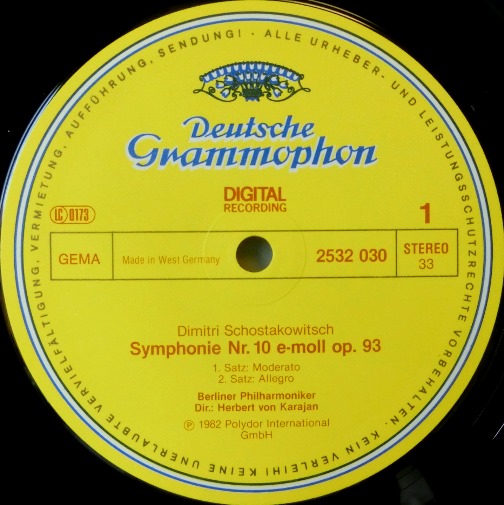 ALLE URHEBER- UND LEISTUNGSSCHUTZRECHTE VORBEHALTEN. KEIN VERLEIH! KEINE UNERLAUBTE VERVIELFÄLTIGUNG, VERMIETUNG, AUFFÜHRUNG, SENDUNG! ·
Deutsche
Grammophon
DIGITAL
RECORDING
LC 0173
1
GEMA
Made in West Germany
2532 030
STEREO
33
Dimitri Schostakowitsch
Symphonie Nr. 10 e-moll op. 93
1. Satz: Moderato
2. Satz: Allegro
Berliner Philharmoniker
Dir.: Herbert von Karajan
℗ 1982 Polydor International
GmbH